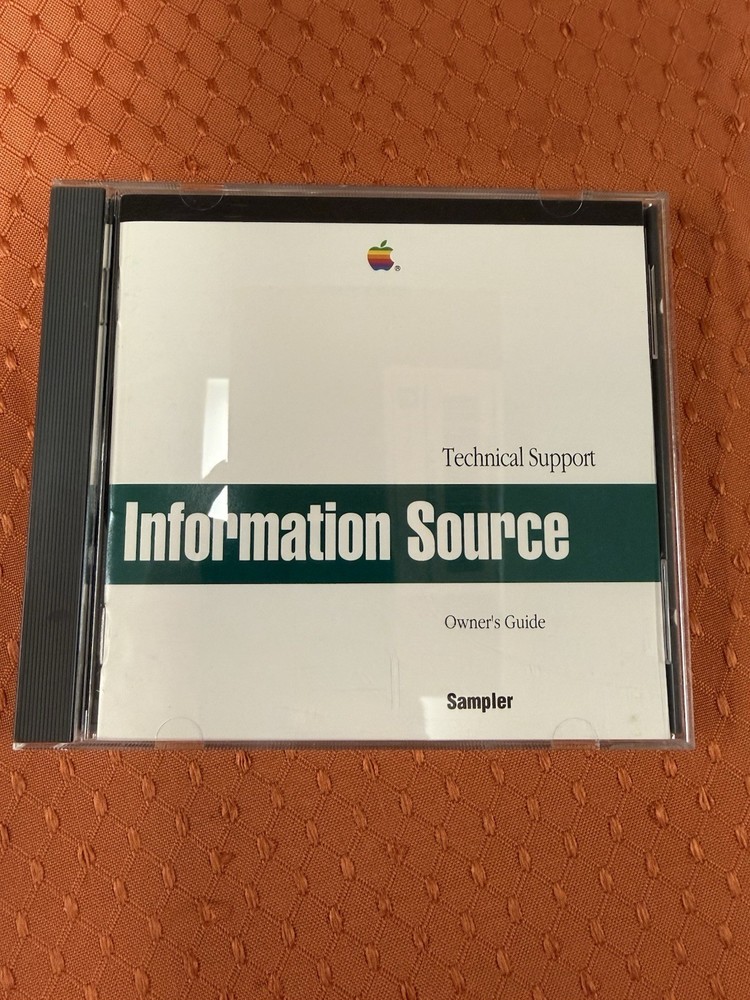 ®
Technical Support
Information Source
Owner's Guide
Sampler